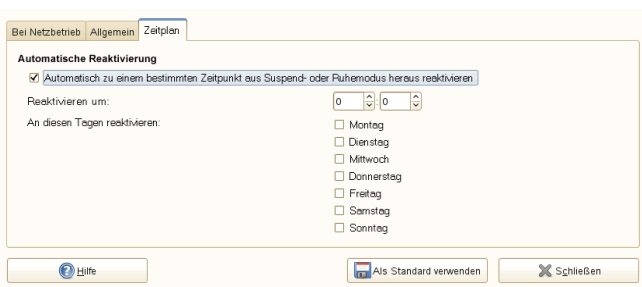 Bei Netzbetrieb Allgemein Zeitplan
Automatische Reaktivierung
Automatisch zu einem bestimmten Zeitpunkt aus Suspend- oder Ruhemodus heraus reaktivieren
Reaktivieren um: 0 : 0
An diesen Tagen reaktivieren: Montag
Dienstag
Mittwoch
Donnerstag
Freitag
Samstag
Sonntag
Hilfe Als Standard verwenden Schließen